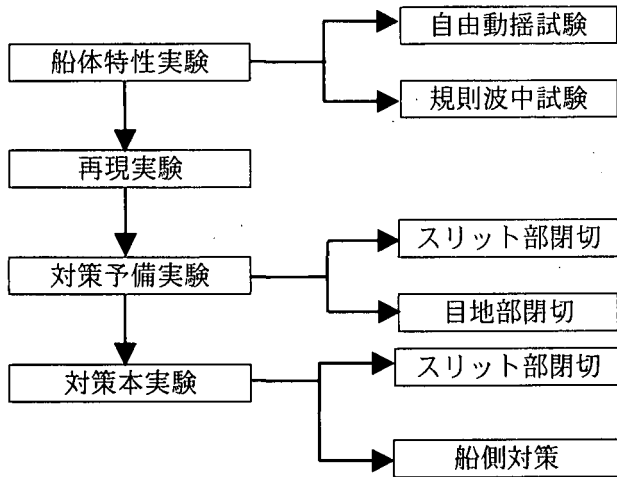 船体特性実験
自由動揺試験
規則波中試験
再現実験
対策予備実験
スリット部閉切
目地部閉切
対策本実験
スリット部閉切
船側対策